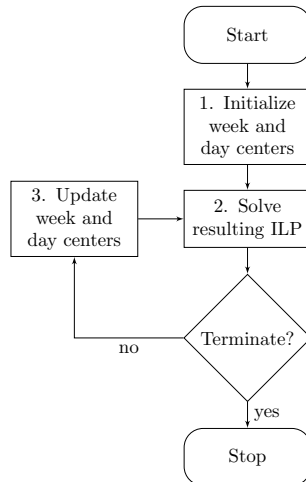 Start
1. Initialize
week and
day centers
3. Update
week and
day centers
2. Solve
resulting ILP
Terminate?
no
yes
Stop